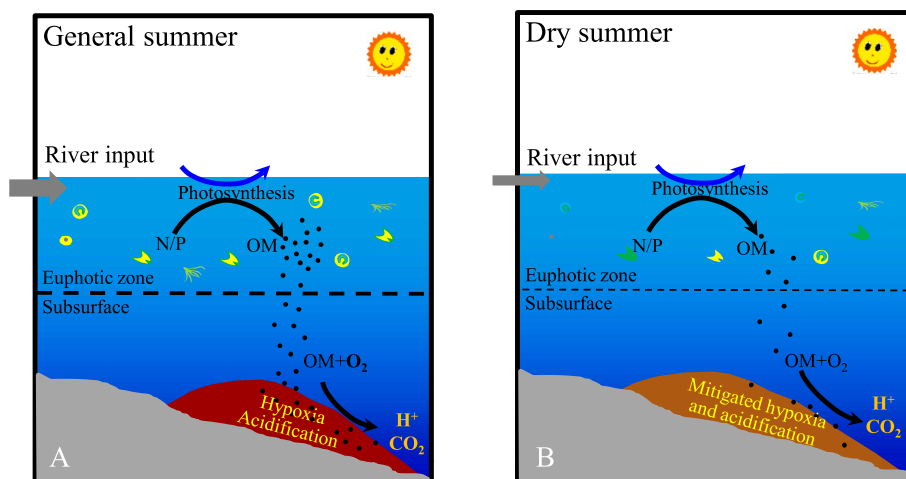 General summer
River input
Photosynthesis
N/P
OM
Euphotic zone
Subsurface
OM+O₂
Hypoxia
Acidification
H⁺
CO₂
A
Dry summer
River input
Photosynthesis
N/P
OM
Euphotic zone
Subsurface
OM+O₂
Mitigated hypoxia
and acidification
H⁺
CO₂
B